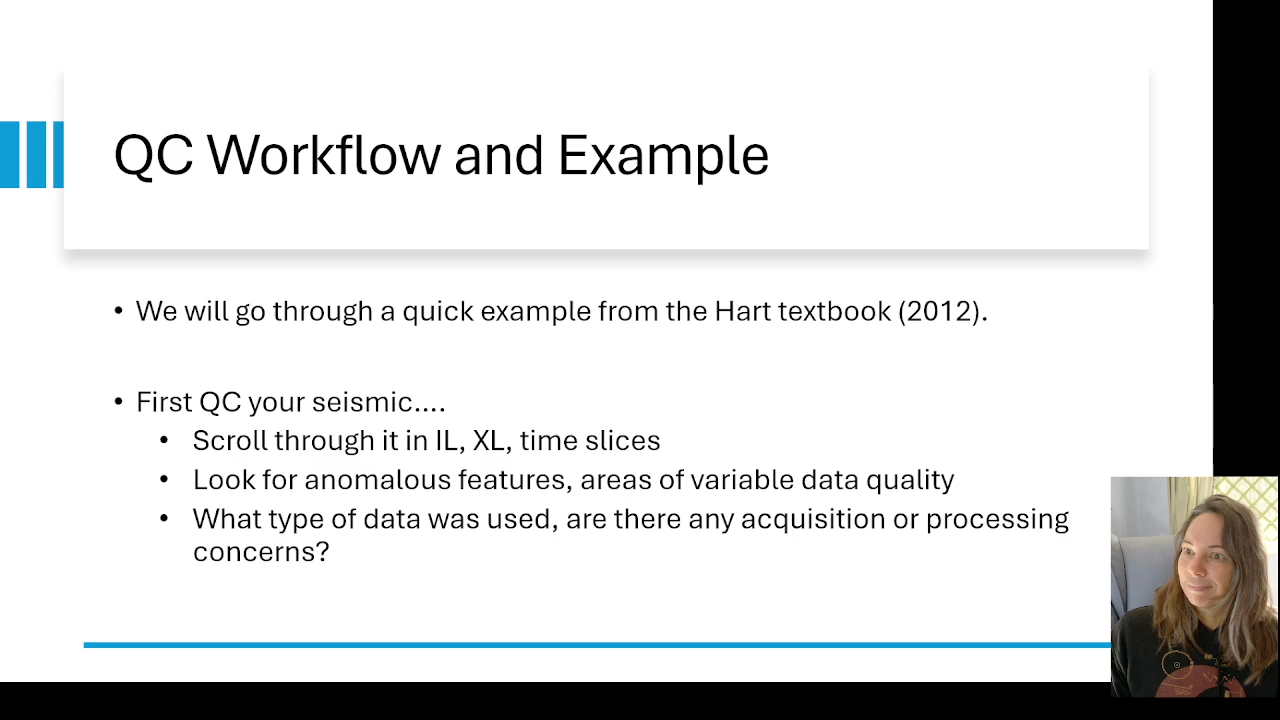 QC Workflow and Example
• We will go through a quick example from the Hart textbook (2012).
• First QC your seismic....
• Scroll through it in IL, XL, time slices
• Look for anomalous features, areas of variable data quality
• What type of data was used, are there any acquisition or processing
concerns?